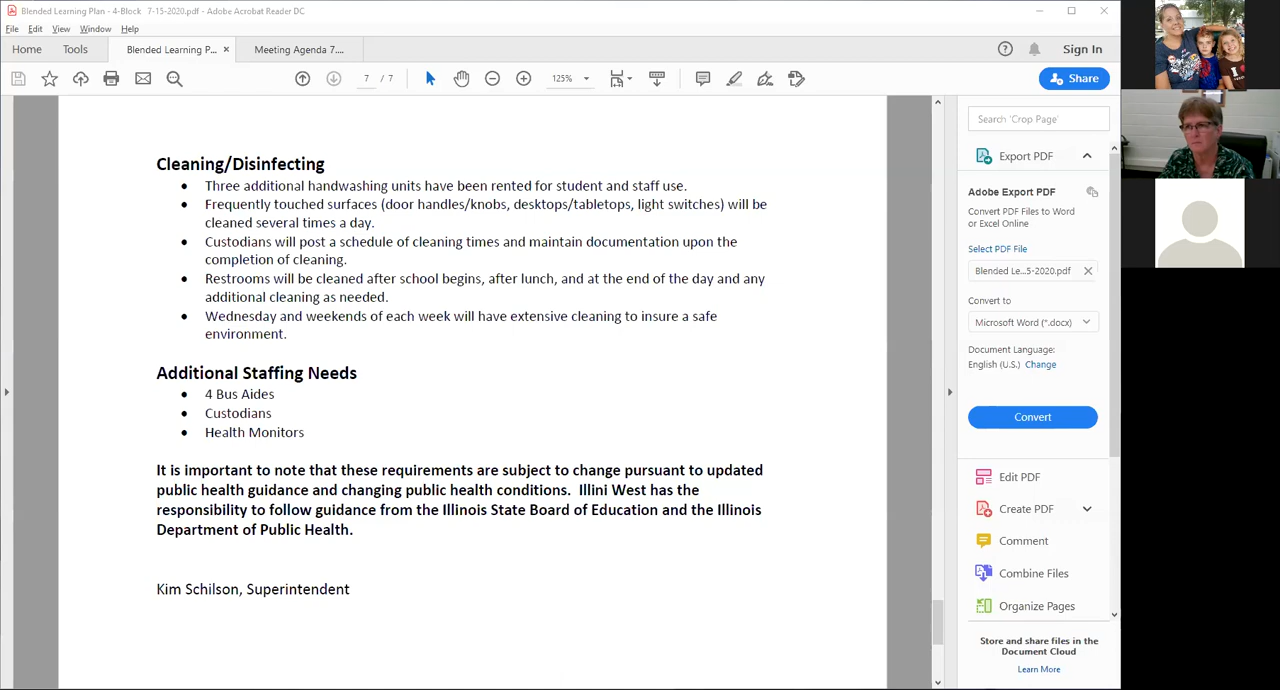 Blended Learning Plan - 4-Block 7-15-2020.pdf - Adobe Acrobat Reader DC
File Edit View Window Help
Home Tools Blended Learning P... × Meeting Agenda 7.... Sign In
7 / 7 125% Share
Cleaning/Disinfecting
• Three additional handwashing units have been rented for student and staff use.
• Frequently touched surfaces (door handles/knobs, desktops/tabletops, light switches) will be
cleaned several times a day.
• Custodians will post a schedule of cleaning times and maintain documentation upon the
completion of cleaning.
• Restrooms will be cleaned after school begins, after lunch, and at the end of the day and any
additional cleaning as needed.
• Wednesday and weekends of each week will have extensive cleaning to insure a safe
environment.
Additional Staffing Needs
• 4 Bus Aides
• Custodians
• Health Monitors
It is important to note that these requirements are subject to change pursuant to updated
public health guidance and changing public health conditions. Illini West has the
responsibility to follow guidance from the Illinois State Board of Education and the Illinois
Department of Public Health.
Kim Schilson, Superintendent
Search 'Crop Page'
Export PDF
Adobe Export PDF
Convert PDF Files to Word
or Excel Online
Select PDF File
Blended Le...5-2020.pdf
Convert to
Microsoft Word (*.docx)
Document Language:
English (U.S.) Change
Convert
Edit PDF
Create PDF
Comment
Combine Files
Organize Pages
Store and share files in the
Document Cloud
Learn More